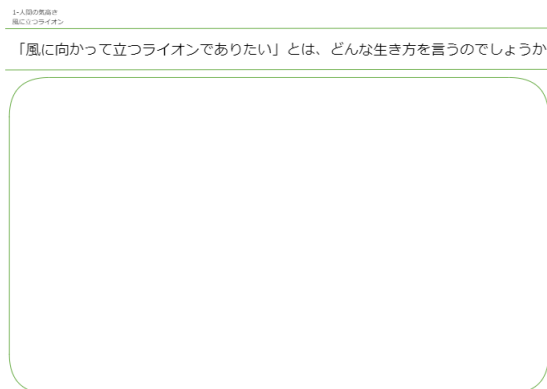 1-人間の気高さ
風に立つライオン
「風に向かって立つライオンでありたい」とは、どんな生き方を言うのでしょうか